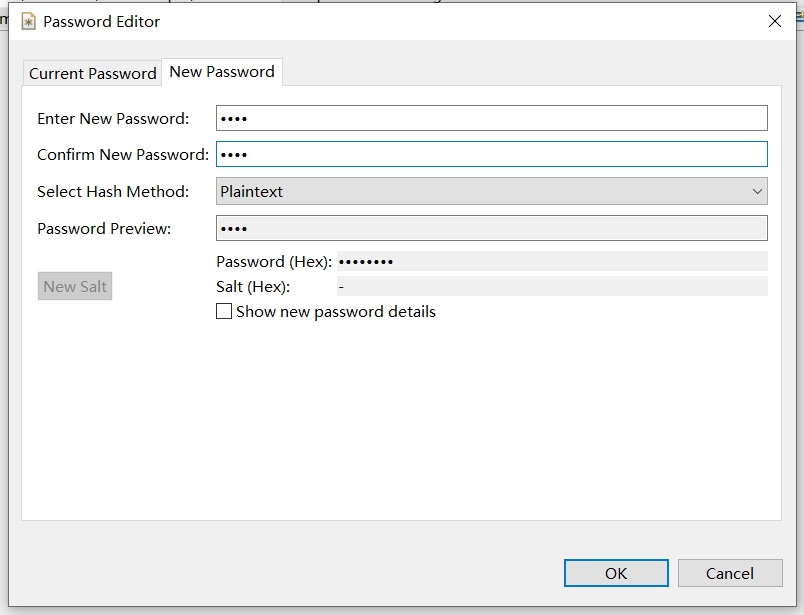 Password Editor
Current Password
New Password
Enter New Password: ••••
Confirm New Password: ••••
Select Hash Method: Plaintext
Password Preview: ••••
Password (Hex): ••••••••
New Salt
Salt (Hex): -
Show new password details
OK
Cancel